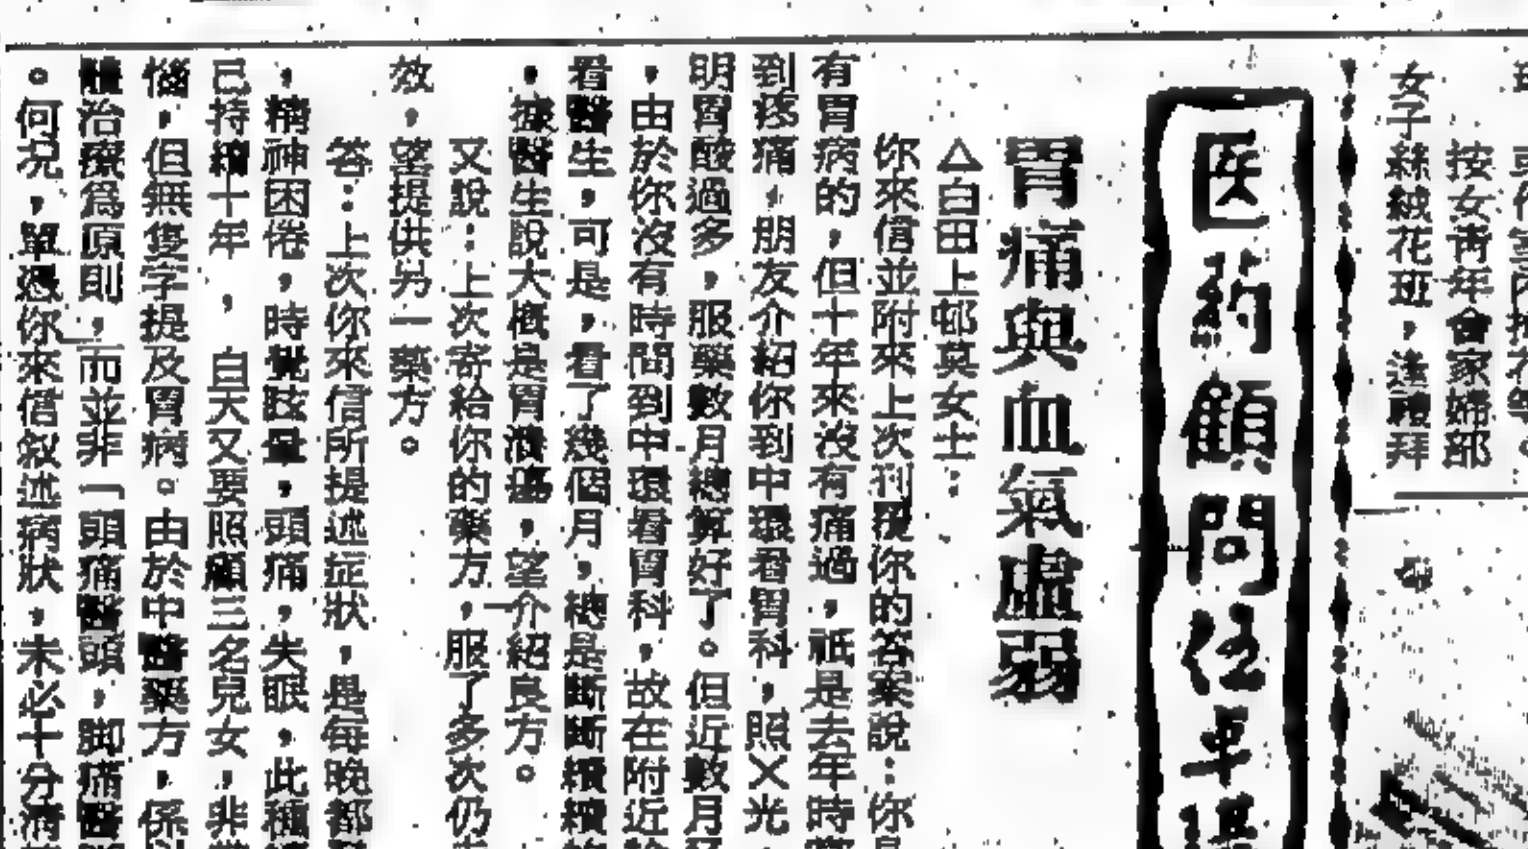 女子絲絨花班,逢禮拜
按女靑年會家婦部
医药顧問
胃痛與血氣虛弱
△白田上邨莫女士:
你來信並附來上次刊覆你的答案說:你
有胃病的,但十年來沒有痛過,祇是去年時
到疼痛,朋友介紹你到中環看胃科,照X光,
明胃酸過多,服藥數月總算好了。但近數月
,由於你沒有時間到中環看胃科,故在附近
看醫生,可是,看了幾個月,總是斷斷續續
,據醫生說大概是胃潰瘍,望介紹良方。
又說:上次寄給你的藥方,服了多次仍
效,望提供另一藥方。
答:上次你來信所提述症狀,是每晚都
,精神困倦,時覺肢暈,頭痛,失眠,此種
已持續十年,白天又要照顧三名兒女,非
惱,但無隻字提及胃病。由於中醫藥方,係
體治療爲原則,而並非一頭痛醫頭,脚痛醫
。何况,單憑你來信叙述病狀,未必十分